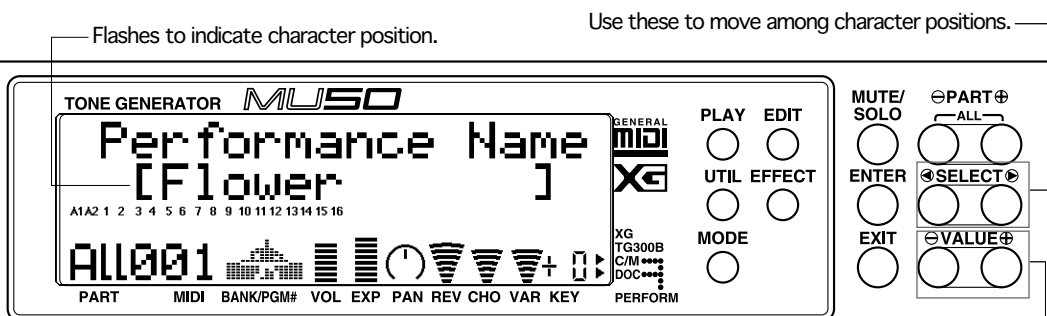 Flashes to indicate character position.
Use these to move among character positions.
TONE GENERATOR MU50
Performance Name
[Flower ]
A1 A2 1 2 3 4 5 6 7 8 9 10 11 12 13 14 15 16
All001 0
PART MIDI BANK/PGM# VOL EXP PAN REV CHO VAR KEY
GENERAL MIDI
XG
XG
TG300B
C/M
DOC
PERFORM
PLAY EDIT
UTIL EFFECT
MODE
MUTE/
SOLO
⊖PART⊕
ALL
ENTER
SELECT
EXIT
⊖VALUE⊕